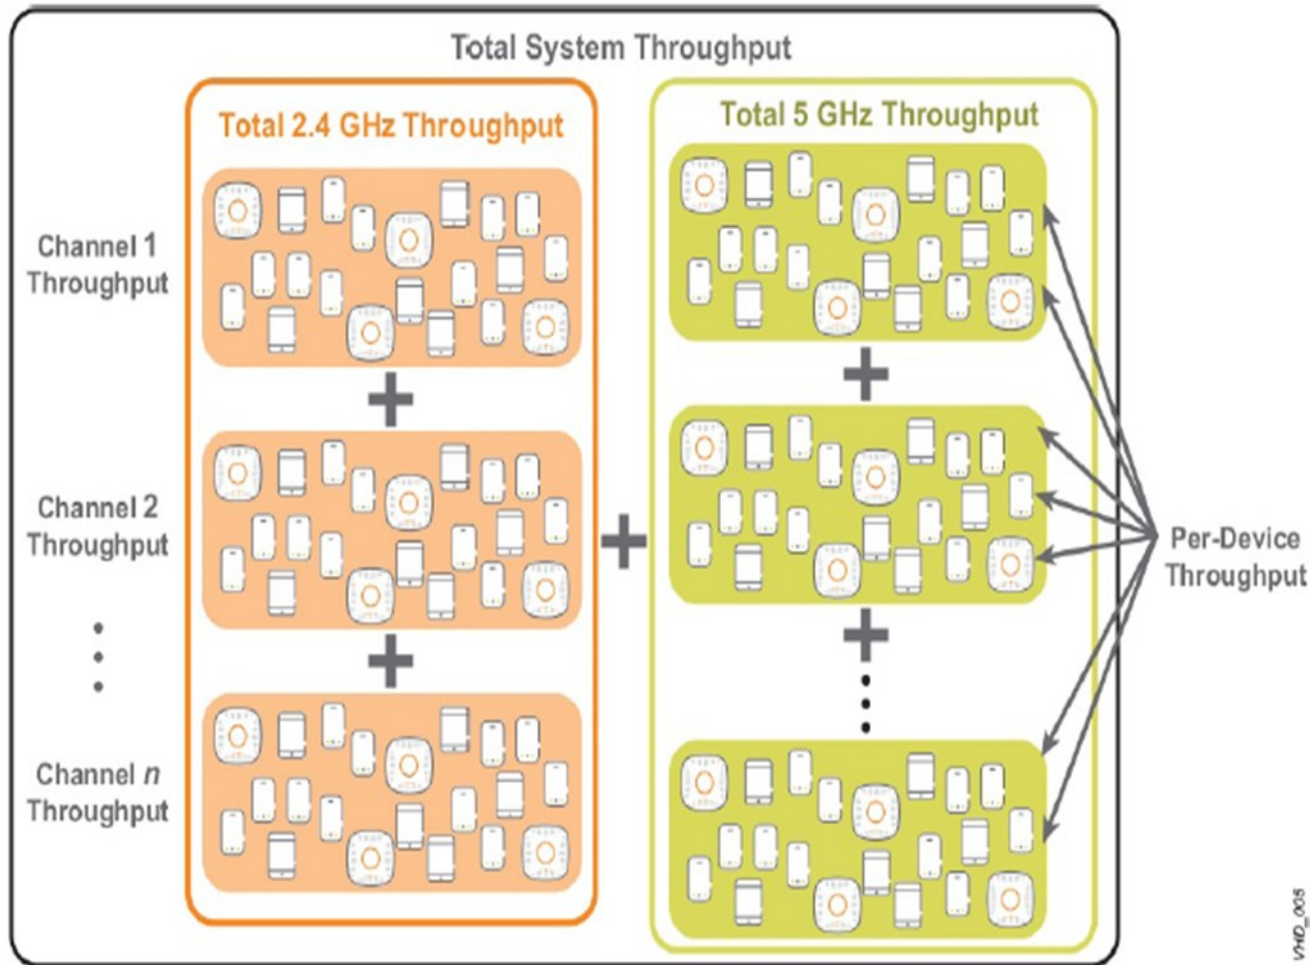 Total System Throughput
Total 2.4 GHz Throughput
Total 5 GHz Throughput
Channel 1
Throughput
+
+
Channel 2
Throughput
+
Per-Device
Throughput
+
+
Channel n
Throughput
VHD_005